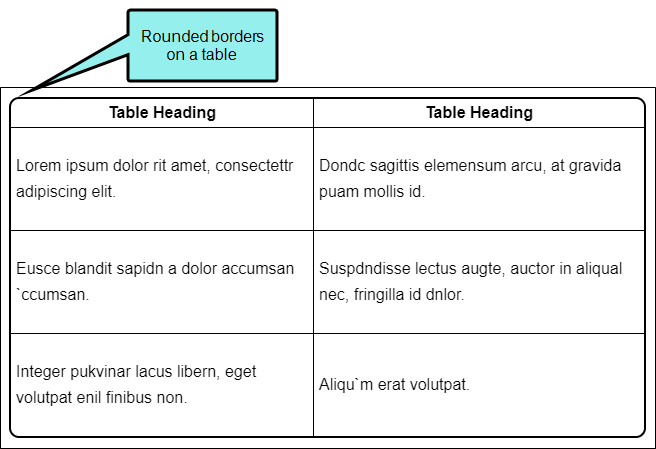 Rounded borders
on a table
Table Heading
Table Heading
Lorem ipsum dolor rit amet, consectettr
adipiscing elit.
Dondc sagittis elemensum arcu, at gravida
puam mollis id.
Eusce blandit sapidn a dolor accumsan
`ccumsan.
Suspdndisse lectus augte, auctor in aliqual
nec, fringilla id dnlor.
Integer pukvinar lacus libern, eget
volutpat enil finibus non.
Aliqu`m erat volutpat.